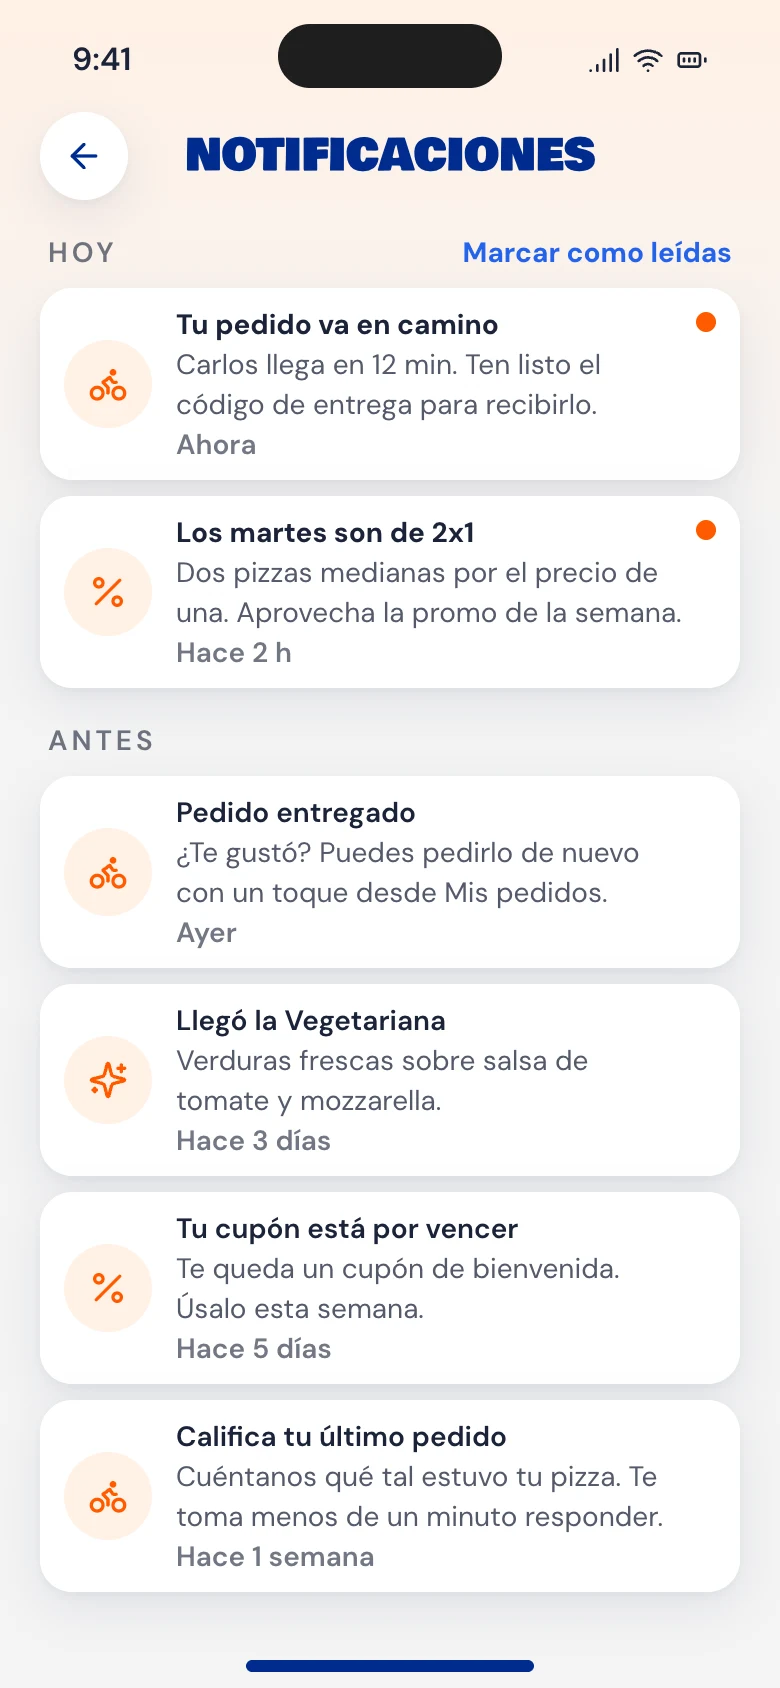 9:41
NOTIFICACIONES
HOY
Marcar como leídas
Tu pedido va en camino
Carlos llega en 12 min. Ten listo el
código de entrega para recibirlo.
Ahora
Los martes son de 2x1
Dos pizzas medianas por el precio de
una. Aprovecha la promo de la semana.
Hace 2 h
ANTES
Pedido entregado
¿Te gustó? Puedes pedirlo de nuevo
con un toque desde Mis pedidos.
Ayer
Llegó la Vegetariana
Verduras frescas sobre salsa de
tomate y mozzarella.
Hace 3 días
Tu cupón está por vencer
Te queda un cupón de bienvenida.
Úsalo esta semana.
Hace 5 días
Califica tu último pedido
Cuéntanos qué tal estuvo tu pizza. Te
toma menos de un minuto responder.
Hace 1 semana